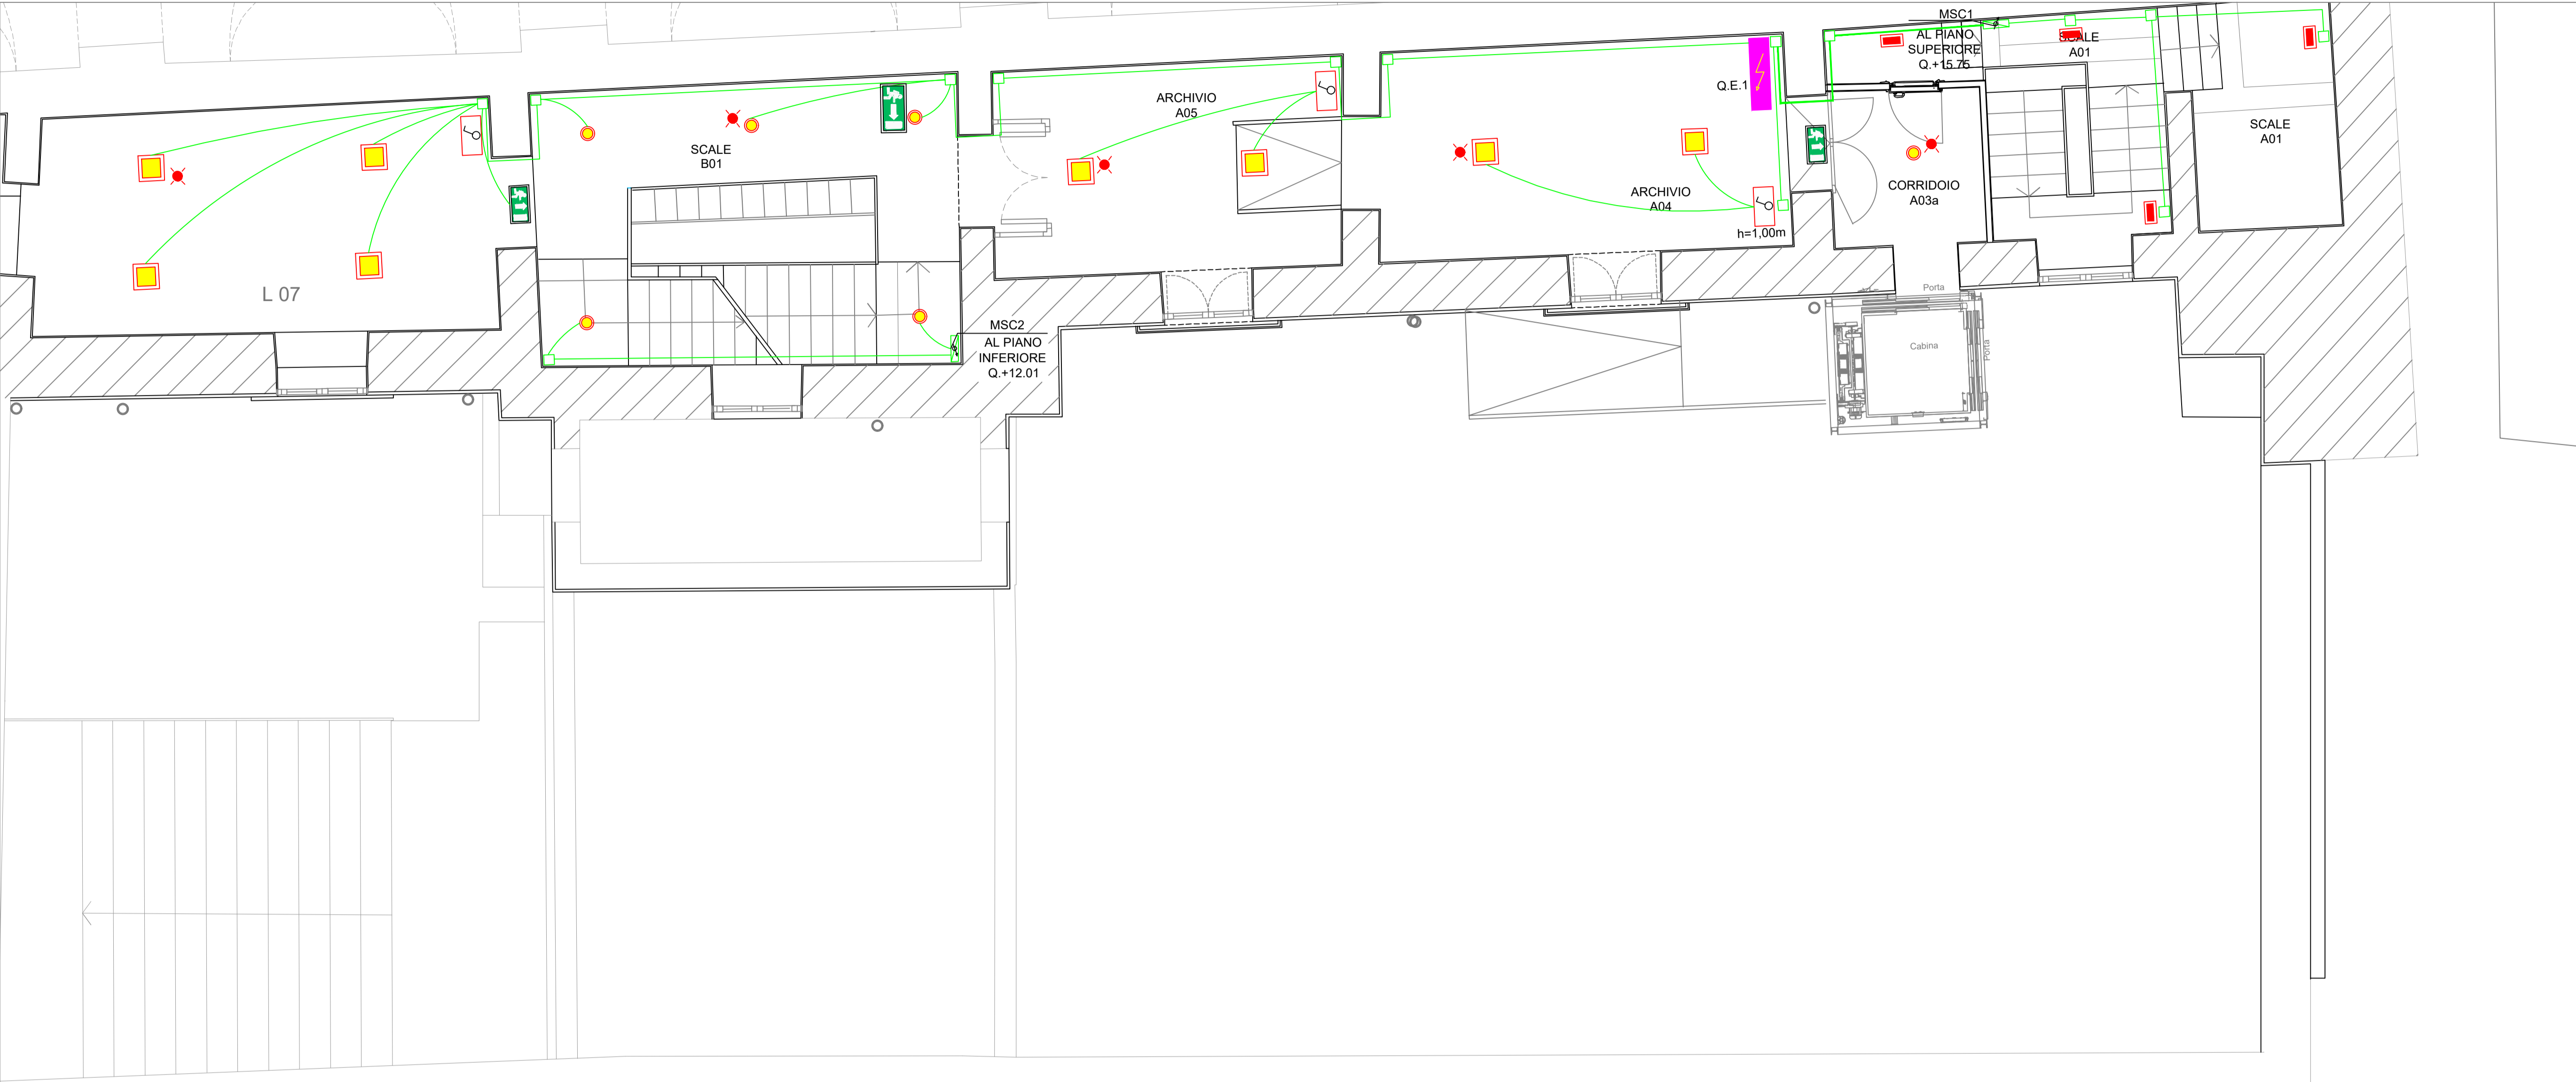 L 07
SCALE
B01
MSC2
AL PIANO
INFERIORE
Q.+12.01
ARCHIVIO
A05
Q.E.1
ARCHIVIO
A04
h=1,00m
MSC1
AL PIANO
SUPERIORE
Q.+15.75
SCALE
A01
SCALE
A01
CORRIDOIO
A03a
Porta
Cabina
Porta